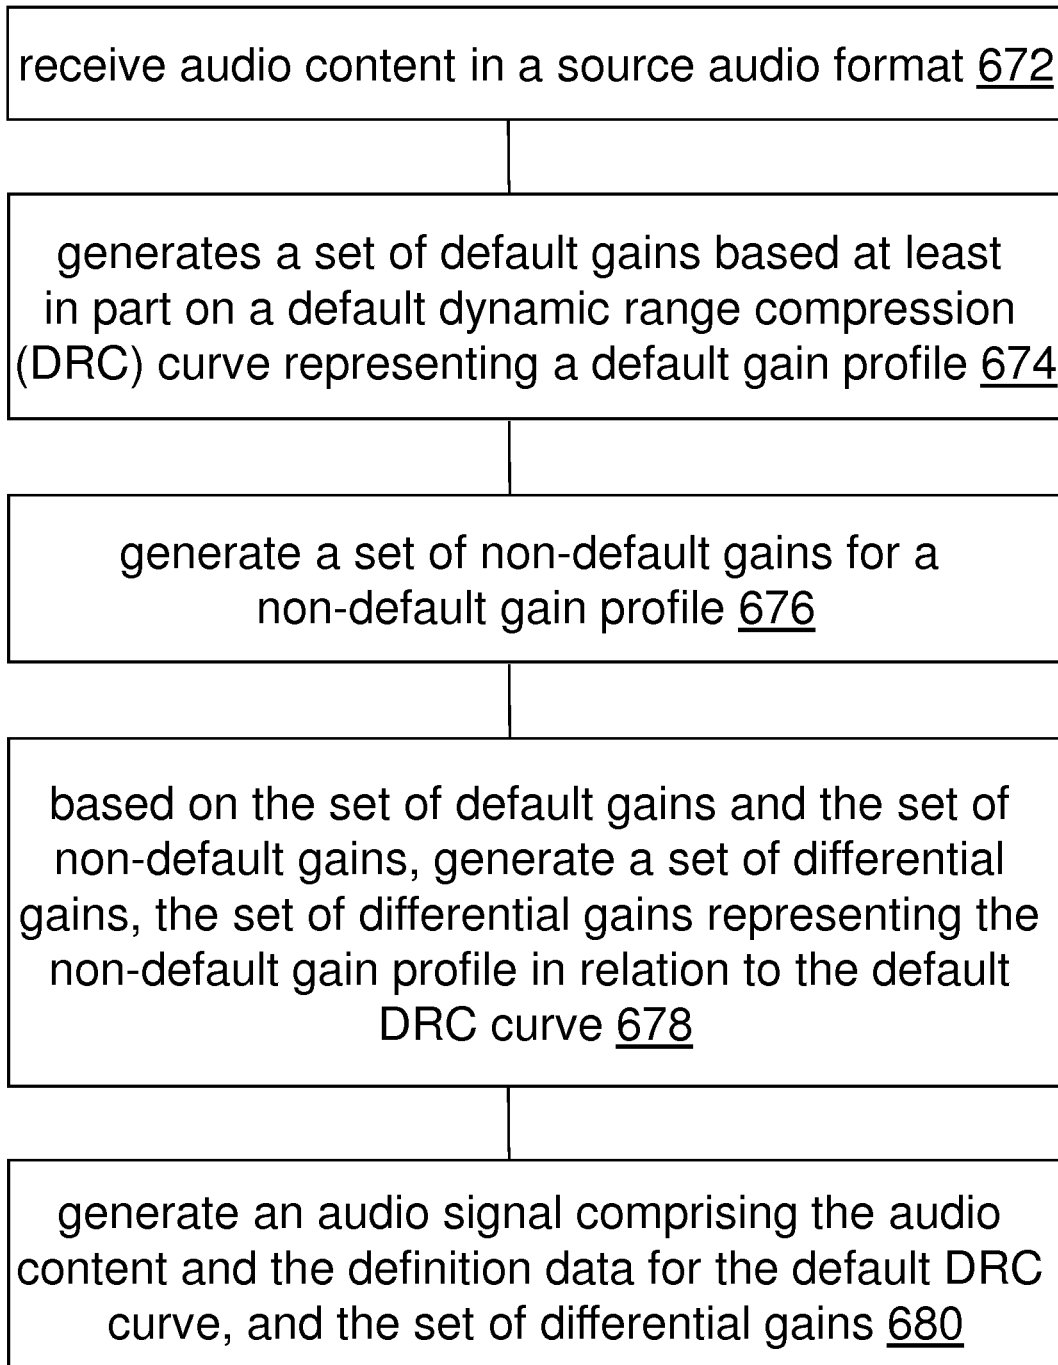 receive audio content in a source audio format 672
generates a set of default gains based at least
in part on a default dynamic range compression
(DRC) curve representing a default gain profile 674
generate a set of non-default gains for a
non-default gain profile 676
based on the set of default gains and the set of
non-default gains, generate a set of differential
gains, the set of differential gains representing the
non-default gain profile in relation to the default
DRC curve 678
generate an audio signal comprising the audio
content and the definition data for the default DRC
curve, and the set of differential gains 680